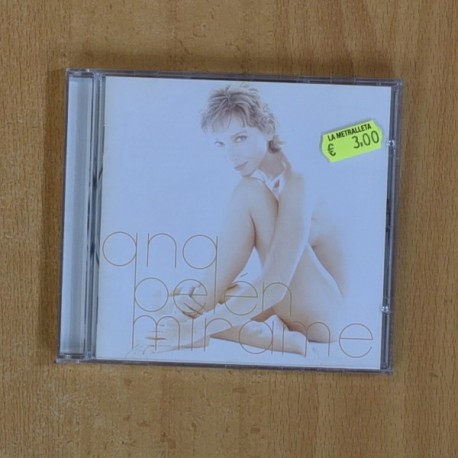 LA METRALLETA
€ 3,00
ana
belén
mírame